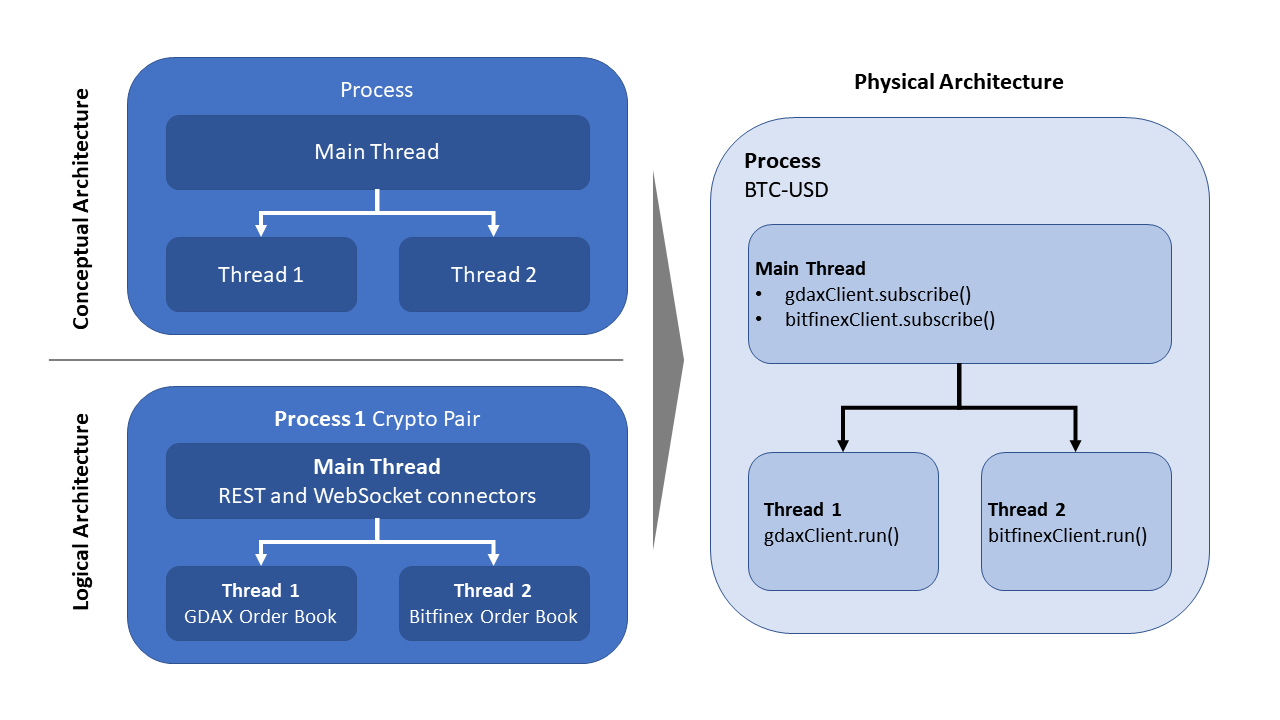 Conceptual Architecture
Process
Main Thread
Thread 1
Thread 2
Logical Architecture
Process 1 Crypto Pair
Main Thread
REST and WebSocket connectors
Thread 1
GDAX Order Book
Thread 2
Bitfinex Order Book
Physical Architecture
Process
BTC-USD
Main Thread
• gdaxClient.subscribe()
• bitfinexClient.subscribe()
Thread 1
gdaxClient.run()
Thread 2
bitfinexClient.run()